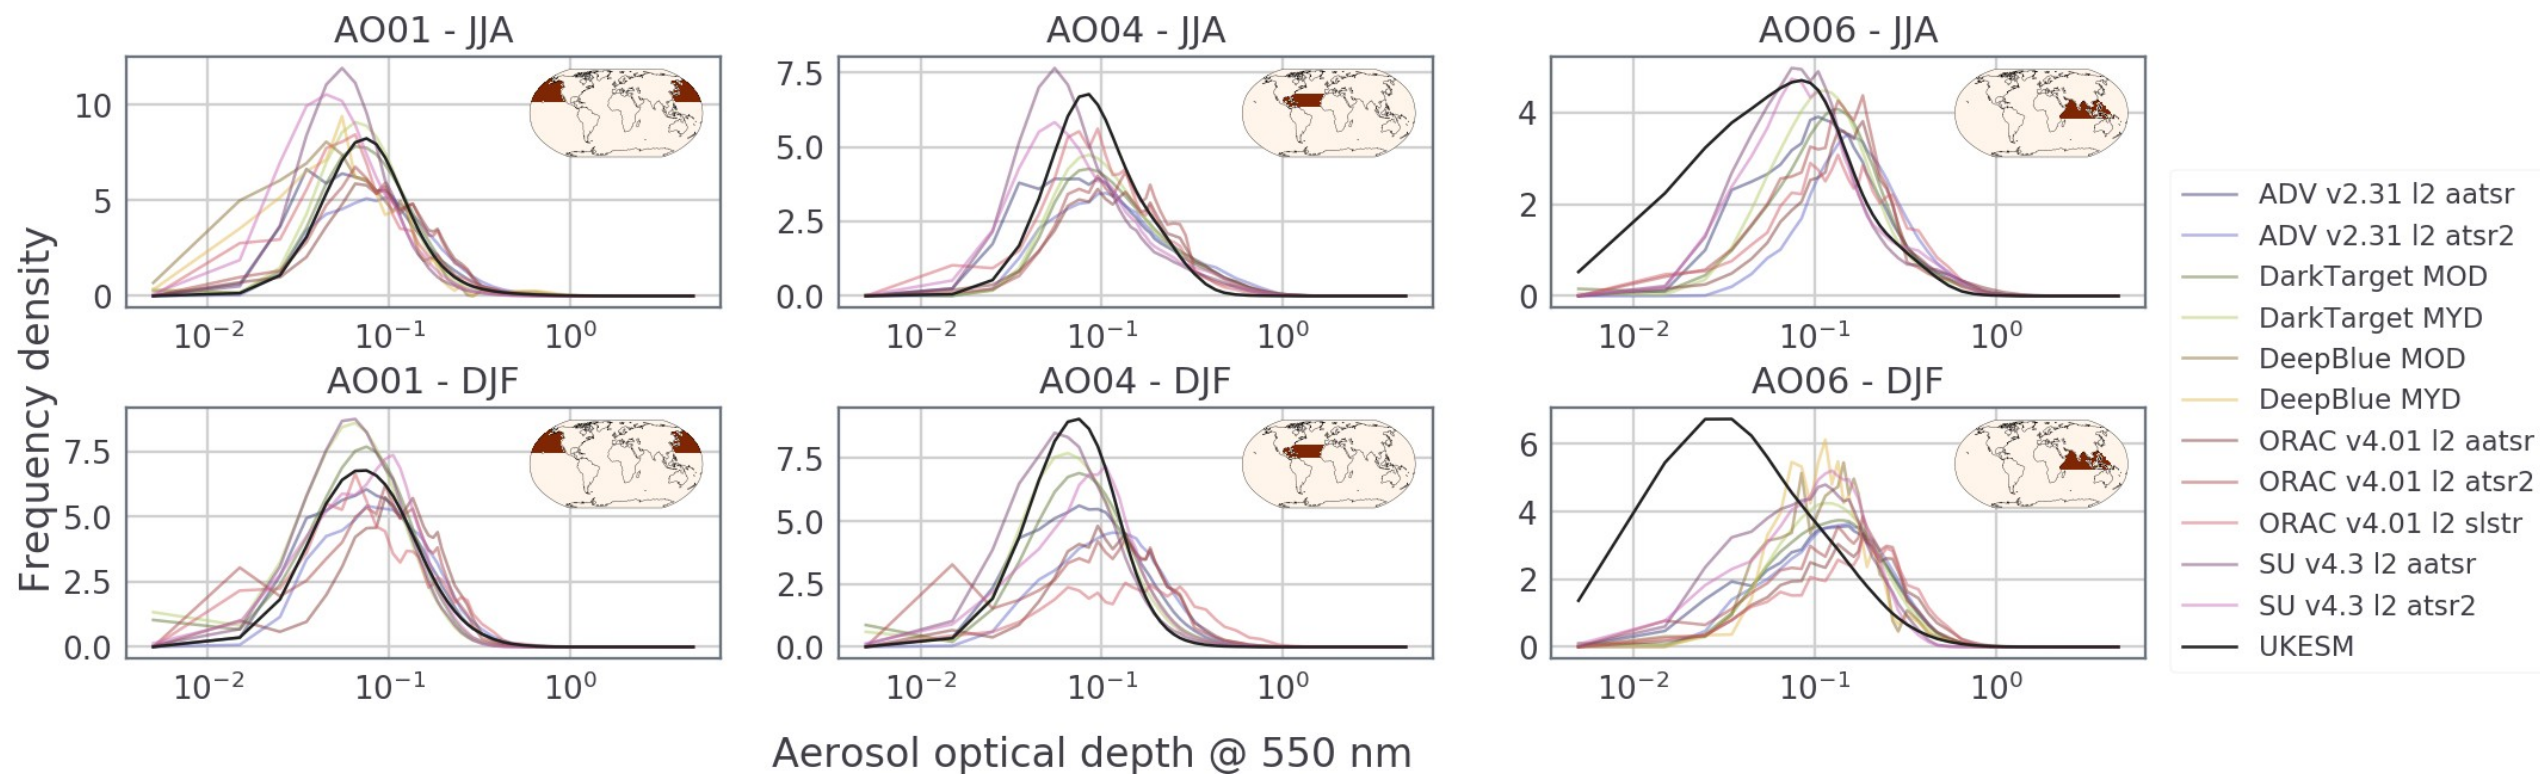 AO01 - JJA
AO04 - JJA
AO06 - JJA
10
5
0
10⁻²
10⁻¹
10⁰
7.5
5.0
2.5
0.0
10⁻²
10⁻¹
10⁰
4
2
0
10⁻²
10⁻¹
10⁰
AO01 - DJF
AO04 - DJF
AO06 - DJF
7.5
5.0
2.5
0.0
10⁻²
10⁻¹
10⁰
7.5
5.0
2.5
0.0
10⁻²
10⁻¹
10⁰
6
4
2
0
10⁻²
10⁻¹
10⁰
Frequency density
Aerosol optical depth @ 550 nm
ADV v2.31 l2 aatsr
ADV v2.31 l2 atsr2
DarkTarget MOD
DarkTarget MYD
DeepBlue MOD
DeepBlue MYD
ORAC v4.01 l2 aatsr
ORAC v4.01 l2 atsr2
ORAC v4.01 l2 slstr
SU v4.3 l2 aatsr
SU v4.3 l2 atsr2
UKESM